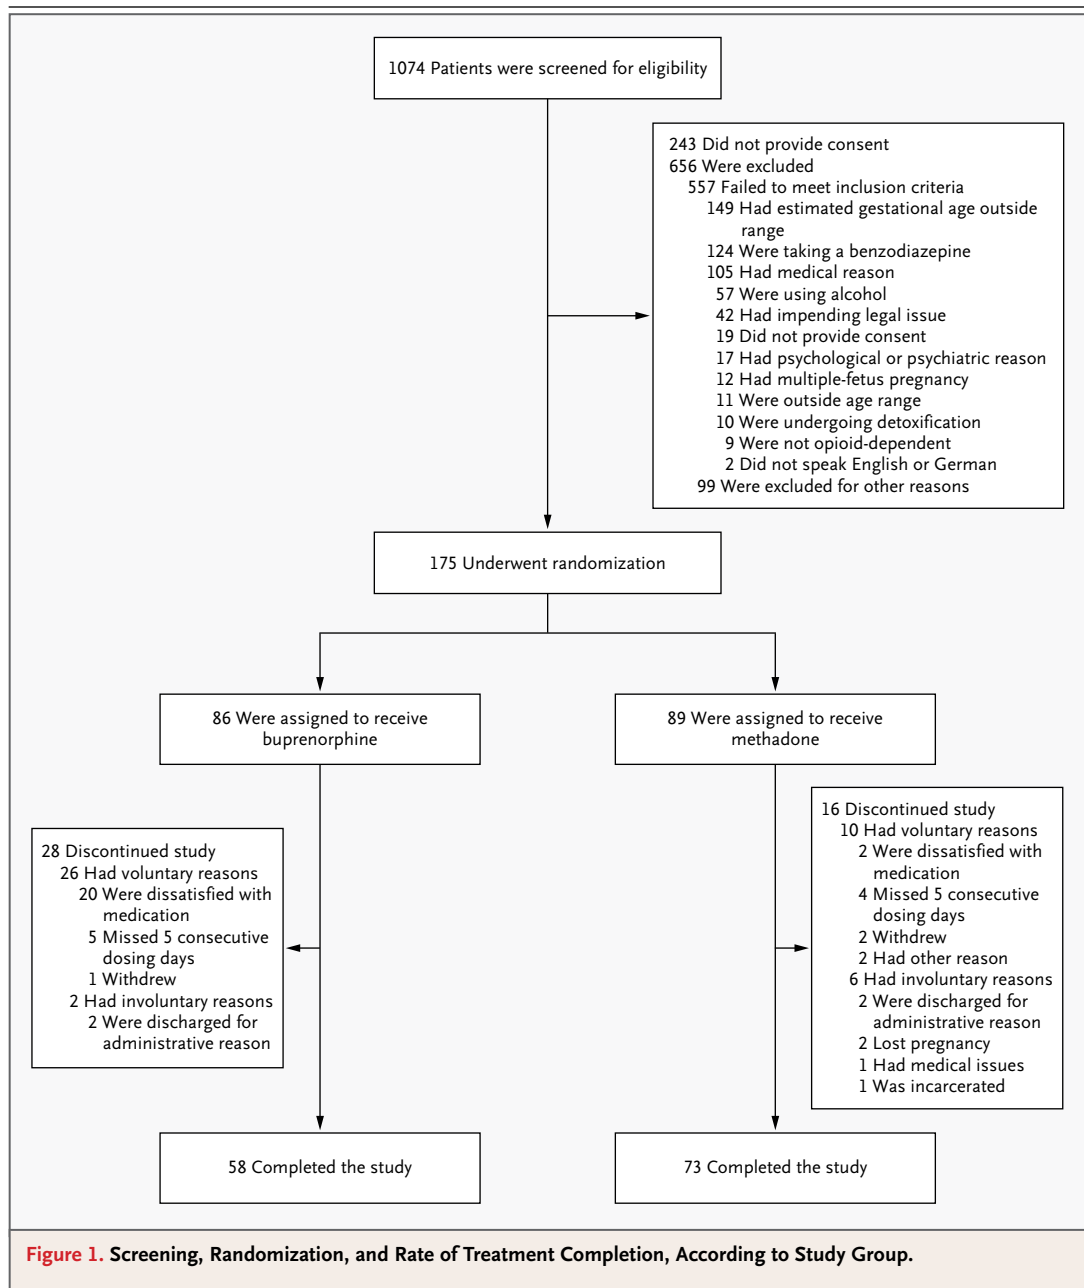 1074 Patients were screened for eligibility
243 Did not provide consent
656 Were excluded
557 Failed to meet inclusion criteria
149 Had estimated gestational age outside
range
124 Were taking a benzodiazepine
105 Had medical reason
57 Were using alcohol
42 Had impending legal issue
19 Did not provide consent
17 Had psychological or psychiatric reason
12 Had multiple-fetus pregnancy
11 Were outside age range
10 Were undergoing detoxification
9 Were not opioid-dependent
2 Did not speak English or German
99 Were excluded for other reasons
175 Underwent randomization
86 Were assigned to receive
buprenorphine
89 Were assigned to receive
methadone
28 Discontinued study
26 Had voluntary reasons
20 Were dissatisfied with
medication
5 Missed 5 consecutive
dosing days
1 Withdrew
2 Had involuntary reasons
2 Were discharged for
administrative reason
16 Discontinued study
10 Had voluntary reasons
2 Were dissatisfied with
medication
4 Missed 5 consecutive
dosing days
2 Withdrew
2 Had other reason
6 Had involuntary reasons
2 Were discharged for
administrative reason
2 Lost pregnancy
1 Had medical issues
1 Was incarcerated
58 Completed the study
73 Completed the study
Figure 1. Screening, Randomization, and Rate of Treatment Completion, According to Study Group.